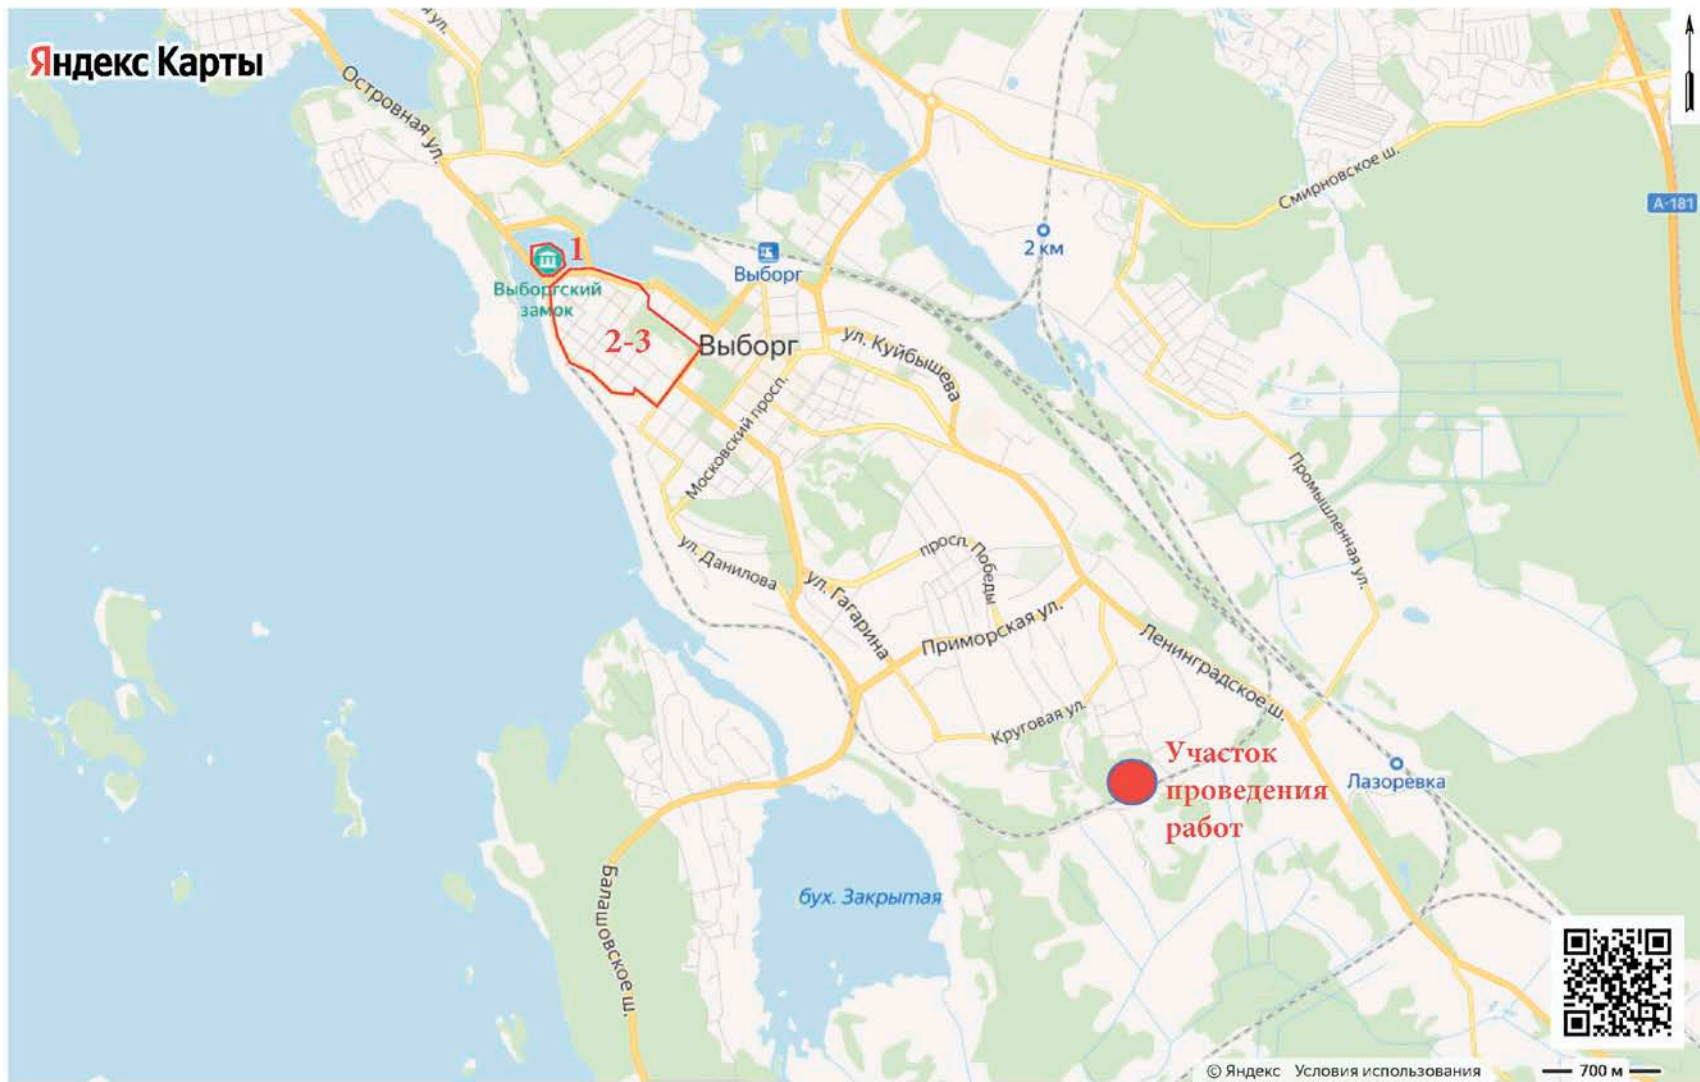 Яндекс Карты
Островная ул.
я ул.
Смирновское ш.
А-181
1
2 км
Выборг
Выборгский
замок
2-3
Выборг
ул. Куйбышева
Московский просп.
Промышленная ул.
просп. Победы
ул. Данилова
ул. Гагарина
Приморская ул.
Ленинградское ш.
Круговая ул.
Участок
проведения
работ
Лазоревка
Балашовское ш.
бух. Закрытая
© Яндекс Условия использования
700 м